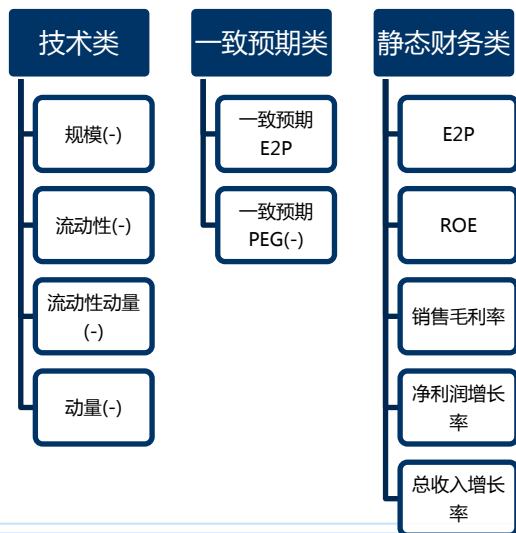 技术类
规模(-)
流动性(-)
流动性动量
(-)
动量(-)
一致预期类
一致预期
E2P
一致预期
PEG(-)
静态财务类
E2P
ROE
销售毛利率
净利润增长
率
总收入增长
率